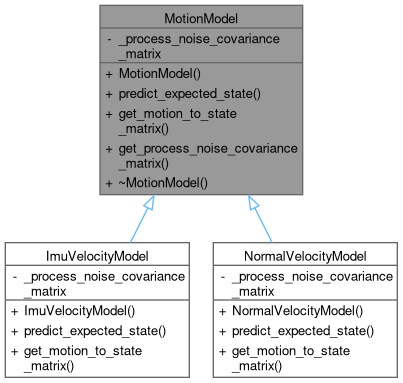 MotionModel
- _process_noise_covariance
_matrix
+ MotionModel()
+ predict_expected_state()
+ get_motion_to_state
_matrix()
+ get_process_noise_covariance
_matrix()
+ ~MotionModel()
ImuVelocityModel
- _process_noise_covariance
_matrix
+ ImuVelocityModel()
+ predict_expected_state()
+ get_motion_to_state
_matrix()
NormalVelocityModel
- _process_noise_covariance
_matrix
+ NormalVelocityModel()
+ predict_expected_state()
+ get_motion_to_state
_matrix()